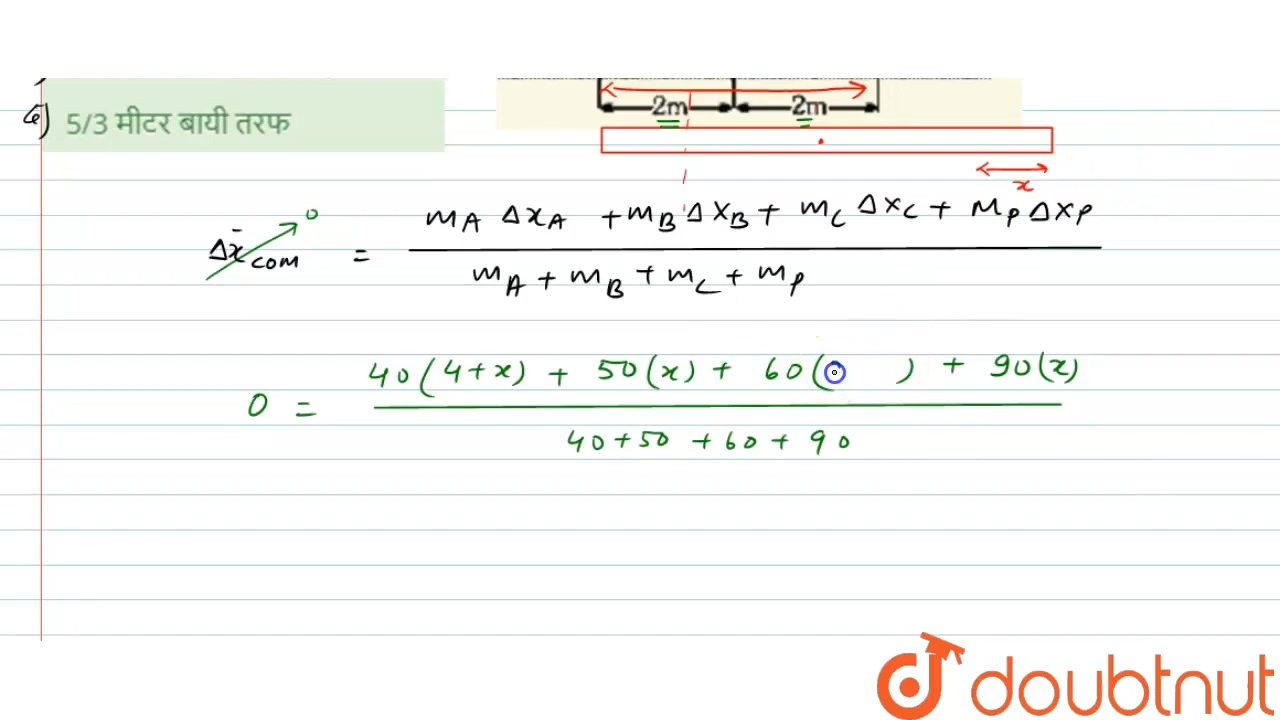 2m 2m
5/3 मीटर बायी तरफ
x
Δx̄com → 0 = (mA ΔxA + mB ΔxB + mC ΔxC + MP ΔxP) / (mA + mB + mC + mP)
0 = (40(4+x) + 50(x) + 60( ) + 90(x)) / (40+50+60+90)
doubtnut